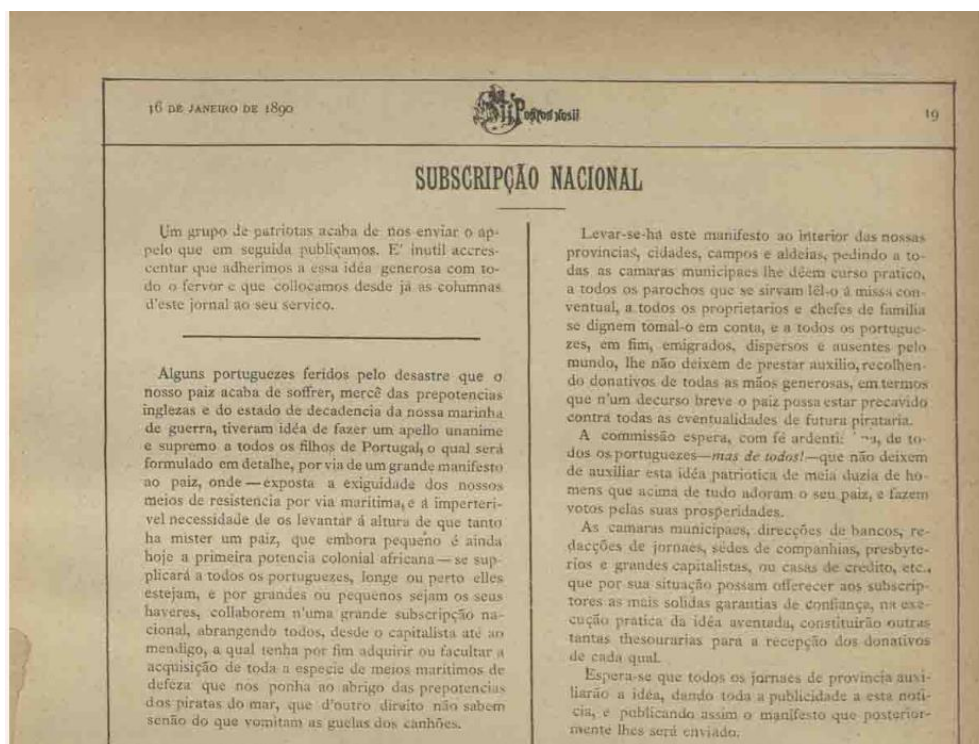 16 DE JANEIRO DE 1890
Pontos nos ii
19
SUBSCRIPÇÃO NACIONAL
Um grupo de patriotas acaba de nos enviar o ap-
pelo que em seguida publicamos. E' inutil accres-
centar que adherimos a essa idéa generosa com to-
do o fervor e que collocamos desde já as columnas
d'este jornal ao seu serviço.
Alguns portuguezes feridos pelo desastre que o
nosso paiz acaba de soffrer, mercê das prepotencias
inglezas e do estado de decadencia da nossa marinha
de guerra, tiveram idéa de fazer um apello unanime
e supremo a todos os filhos de Portugal, o qual será
formulado em detalhe, por via de um grande manifesto
ao paiz, onde—exposta a exiguidade dos nossos
meios de resistencia por via maritima, e á imperteri-
vel necessidade de os levantar á altura de que tanto
ha mister um paiz, que embora pequeno é ainda
hoje a primeira potencia colonial africana—se sup-
plicará a todos os portuguezes, longe ou perto elles
estejam, e por grandes ou pequenos sejam os seus
haveres, collaborem n'uma grande subscripção na-
cional, abrangendo todos, desde o capitalista até ao
mendigo, a qual tenha por fim adquirir ou facultar a
acquisição de toda a especie de meios maritimos de
defeza que nos ponha ao abrigo das prepotencias
dos piratas do mar, que d'outro direito não sabem
senão do que vomitam as guelas dos canhões.
Levar-se-há este manifesto ao interior das nossas
provincias, cidades, campos e aldeias, pedindo a to-
das as camaras municipaes lhe dêem curso pratico,
a todos os parochos que se sirvam lêl-o á missa con-
ventual, a todos os proprietarios e chefes de familia
se dignem tomal-o em conta, e a todos os portugue-
zes, em fim, emigrados, dispersos e ausentes pelo
mundo, lhe não deixem de prestar auxilio, recolhen-
do donativos de todas as mãos generosas, em termos
que n'um decurso breve o paiz possa estar precavido
contra todas as eventualidades de futura pirataria.
A commissão espera, com fé de to-
dos os portuguezes—mas de todos!—que não deixem
de auxiliar esta idéa patriotica de meia duzia de ho-
mens que acima de tudo adoram o seu paiz, e fazem
votos pelas suas prosperidades.
As camaras municipaes, direcções de bancos, re-
dacções de jornaes, sédes de companhias, presbyte-
rios e grandes capitalistas, ou casas de credito, etc.,
que por sua situação possam offerecer aos subscrip-
tores as mais solidas garantias de confiança, na exe-
cução pratica da idéa aventada, constituirão outras
tantas thesourarias para a recepção dos donativos
de cada qual.
Espera-se que todos os jornaes de provincia auxi-
liarão a idéa, dando toda a publicidade a esta noti-
cia, e publicando assim o manifesto que posterior-
mente lhes será enviado.